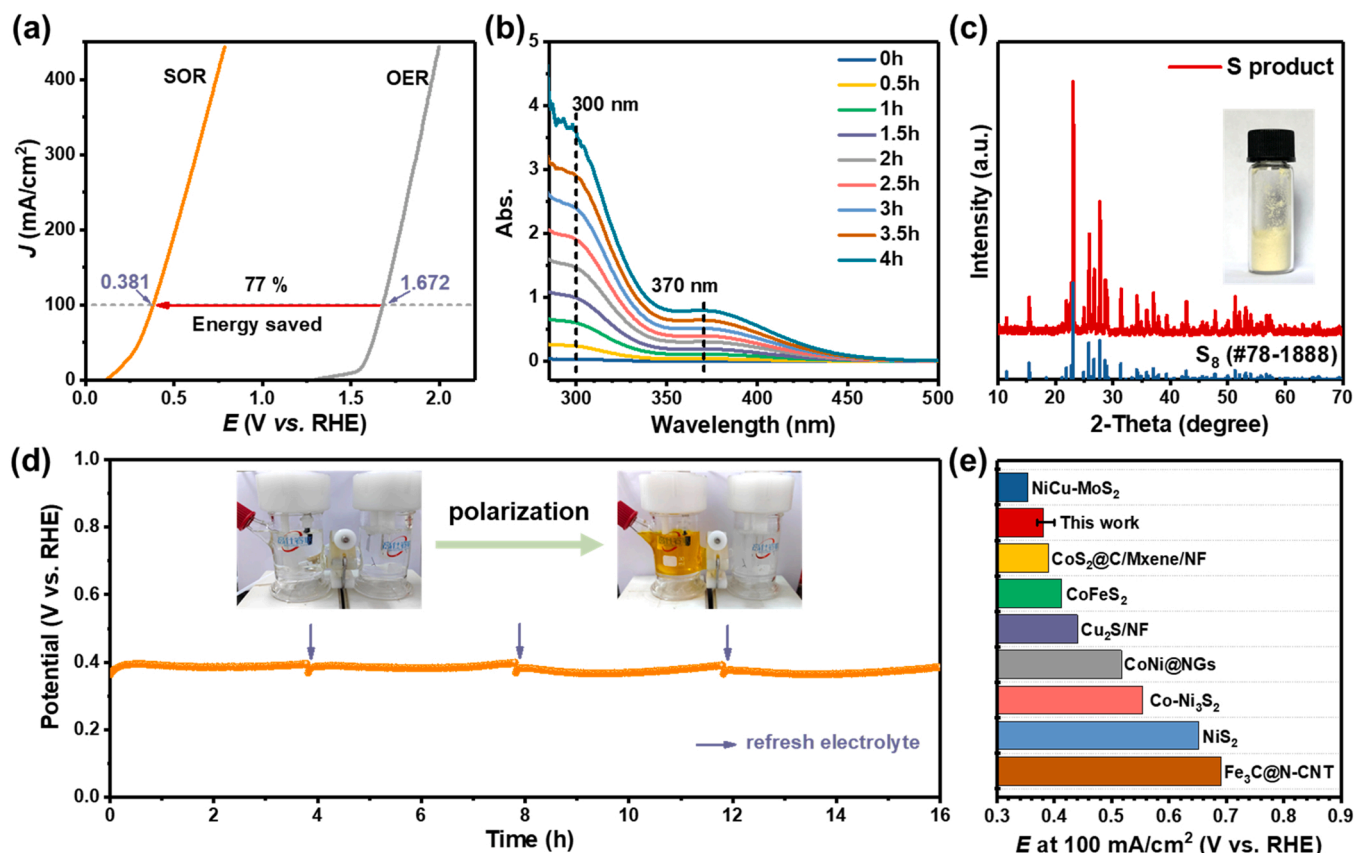 (a)
400
300
200
100
0
J (mA/cm²)
SOR
OER
0.381
77 %
1.672
Energy saved
0.0
0.5
1.0
1.5
2.0
E (V vs. RHE)
(b)
5
4
3
2
1
0
Abs.
300 nm
370 nm
0h
0.5h
1h
1.5h
2h
2.5h
3h
3.5h
4h
300
350
400
450
500
Wavelength (nm)
(c)
Intensity (a.u.)
S product
S₈ (#78-1888)
10
20
30
40
50
60
70
2-Theta (degree)
(d)
1.0
0.8
0.6
0.4
0.2
0.0
Potential (V vs. RHE)
polarization
refresh electrolyte
0
2
4
6
8
10
12
14
16
Time (h)
(e)
NiCu-MoS₂
This work
CoS₂@C/Mxene/NF
CoFeS₂
Cu₂S/NF
CoNi@NGs
Co-Ni₃S₂
NiS₂
Fe₃C@N-CNT
0.3
0.4
0.5
0.6
0.7
0.8
0.9
E at 100 mA/cm² (V vs. RHE)